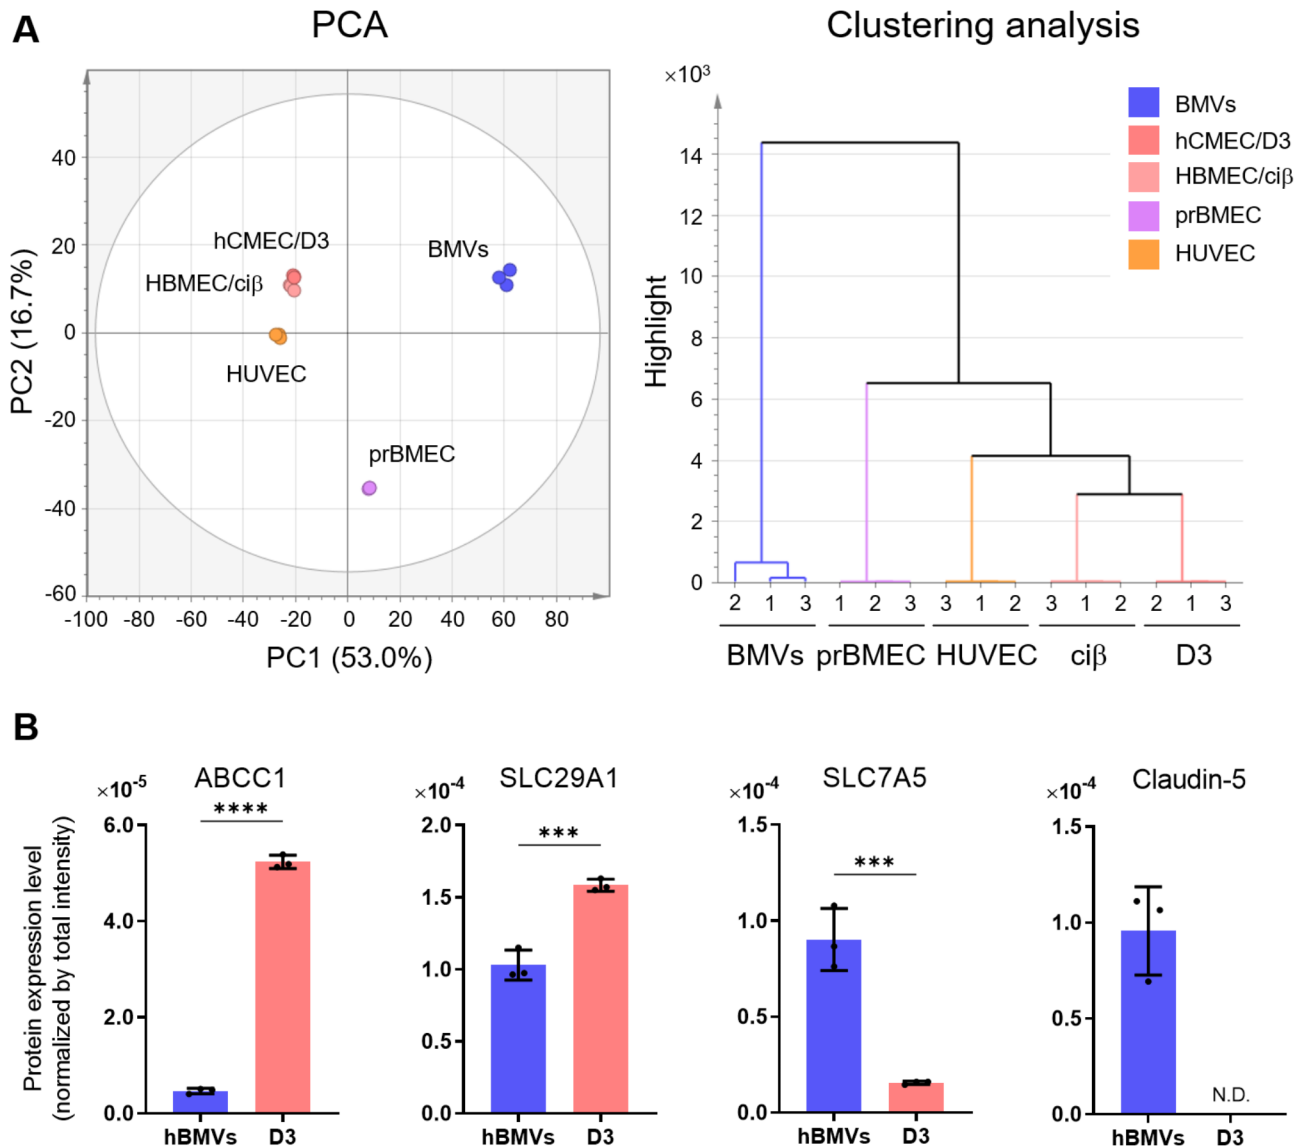 A
PCA
Clustering analysis
×10³
BMVs
hCMEC/D3
HBMEC/ciβ
prBMEC
HUVEC
PC2 (16.7%)
40
20
0
-20
-40
-60
hCMEC/D3
HBMEC/ciβ
HUVEC
BMVs
prBMEC
-100 -80 -60 -40 -20 0 20 40 60 80
PC1 (53.0%)
Highlight
14
12
10
8
6
4
2
0
2 1 3 1 2 3 3 1 2 3 1 2 2 1 3
BMVs prBMEC HUVEC ciβ D3
B
Protein expression level
(normalized by total intensity)
ABCC1
×10⁻⁵
****
6.0
4.0
2.0
0.0
hBMVs D3
SLC29A1
×10⁻⁴
***
2.0
1.5
1.0
0.5
0.0
hBMVs D3
SLC7A5
×10⁻⁴
***
1.5
1.0
0.5
0.0
hBMVs D3
Claudin-5
×10⁻⁴
1.5
1.0
0.5
0.0
N.D.
hBMVs D3